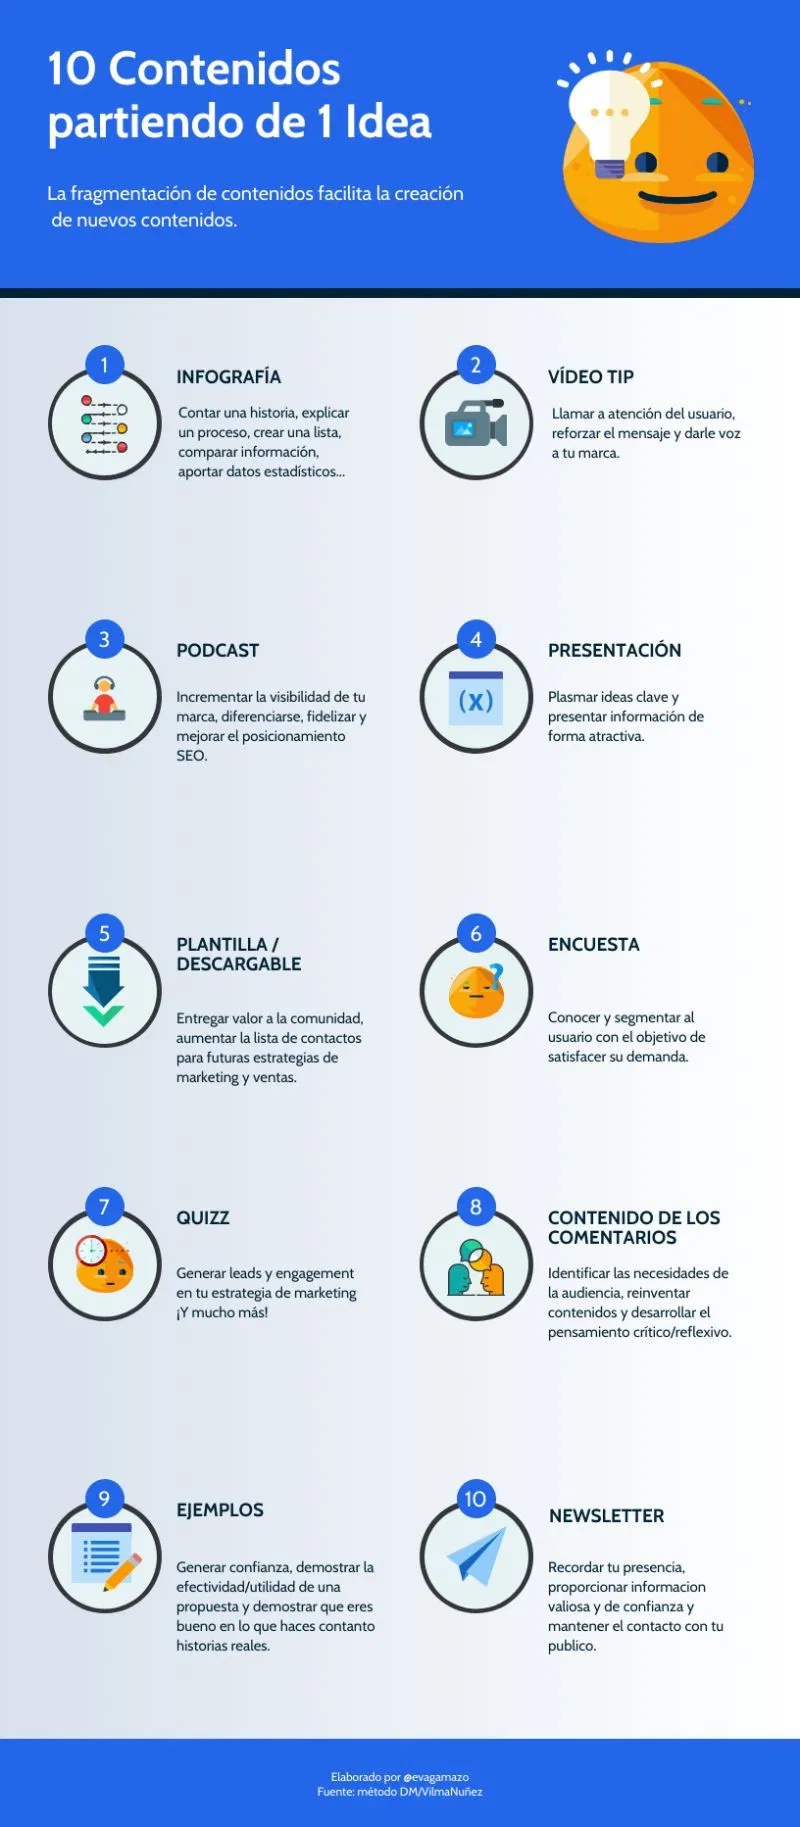 10 Contenidos
partiendo de 1 Idea
La fragmentación de contenidos facilita la creación
de nuevos contenidos.
1
INFOGRAFÍA
Contar una historia, explicar
un proceso, crear una lista,
comparar información,
aportar datos estadísticos...
2
VÍDEO TIP
Llamar a atención del usuario,
reforzar el mensaje y darle voz
a tu marca.
3
PODCAST
Incrementar la visibilidad de tu
marca, diferenciarse, fidelizar y
mejorar el posicionamiento
SEO.
4
(x)
PRESENTACIÓN
Plasmar ideas clave y
presentar información de
forma atractiva.
5
PLANTILLA /
DESCARGABLE
Entregar valor a la comunidad,
aumentar la lista de contactos
para futuras estrategias de
marketing y ventas.
6
?
ENCUESTA
Conocer y segmentar al
usuario con el objetivo de
satisfacer su demanda.
7
QUIZZ
Generar leads y engagement
en tu estrategia de marketing
¡Y mucho más!
8
CONTENIDO DE LOS
COMENTARIOS
Identificar las necesidades de
la audiencia, reinventar
contenidos y desarrollar el
pensamiento crítico/reflexivo.
9
EJEMPLOS
Generar confianza, demostrar la
efectividad/utilidad de una
propuesta y demostrar que eres
bueno en lo que haces contanto
historias reales.
10
NEWSLETTER
Recordar tu presencia,
proporcionar informacion
valiosa y de confianza y
mantener el contacto con tu
publico.
Elaborado por @evagamazo
Fuente: método DM/VilmaNuñez